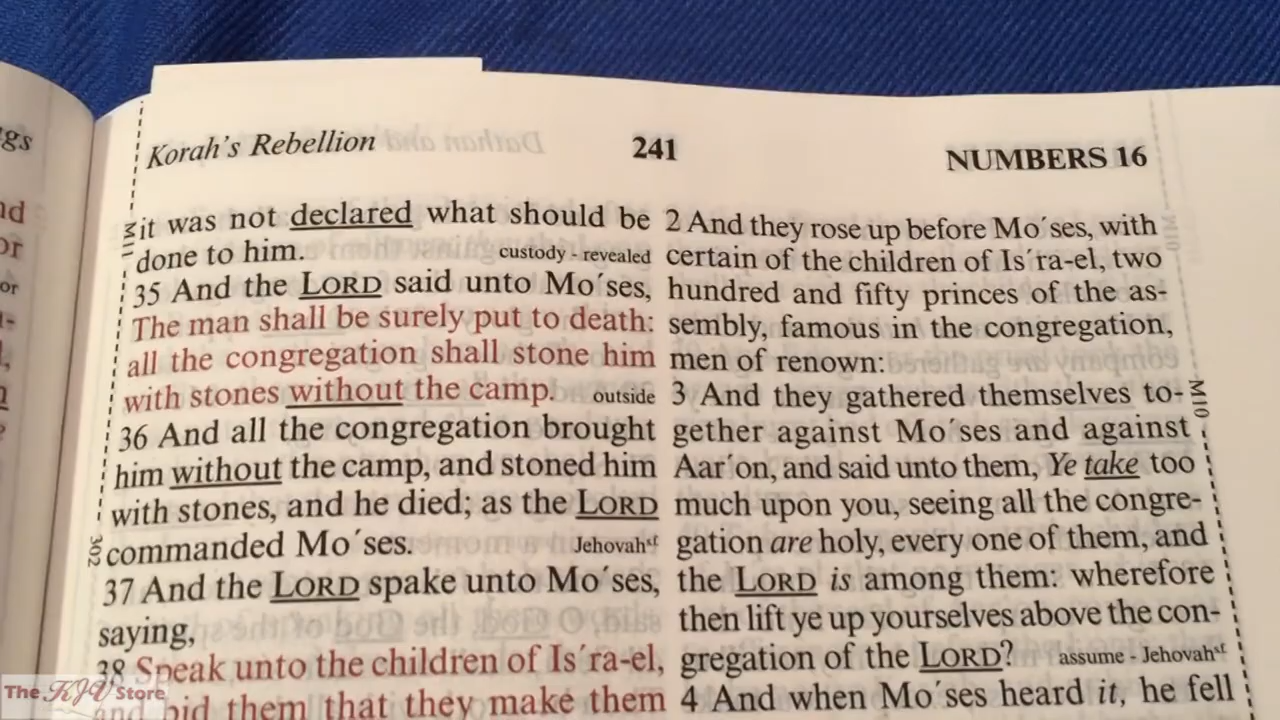 gs
nd
or
or
Korah's Rebellion
241
NUMBERS 16
it was not declared what should be
done to him. custody - revealed
35 And the LORD said unto Mo´ses,
The man shall be surely put to death:
all the congregation shall stone him
with stones without the camp. outside
36 And all the congregation brought
him without the camp, and stoned him
with stones, and he died; as the LORD
302
commanded Mo´ses. Jehovahsf
37 And the LORD spake unto Mo´ses,
saying,
38 Speak unto the children of Is´ra-el,
and bid them that they make them
2 And they rose up before Mo´ses, with
certain of the children of Is´ra-el, two
hundred and fifty princes of the as-
sembly, famous in the congregation,
men of renown:
3 And they gathered themselves to-
M10
gether against Mo´ses and against
Aar´on, and said unto them, Ye take too
much upon you, seeing all the congre-
gation are holy, every one of them, and
the LORD is among them: wherefore
then lift ye up yourselves above the con-
gregation of the LORD? assume - Jehovahsf
4 And when Mo´ses heard it, he fell
The KJV Store